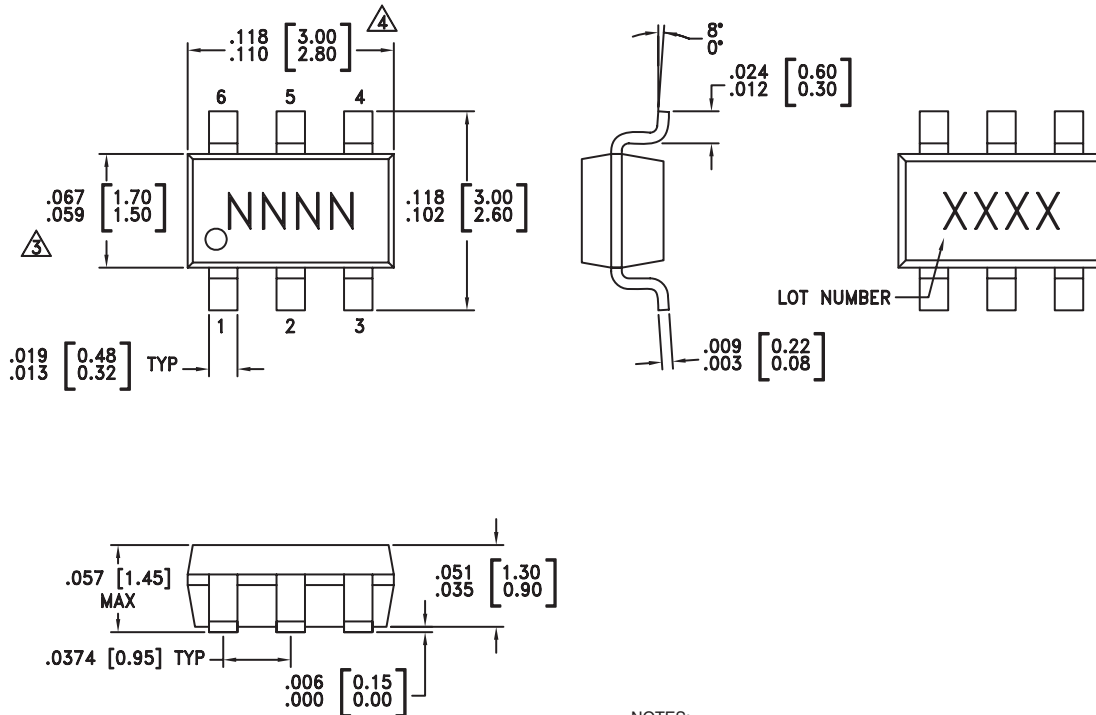 .118 [3.00]
.110 [2.80]
4
6 5 4
NNNN
.067 [1.70]
.059 [1.50]
3
.118 [3.00]
.102 [2.60]
1 2 3
.019 [0.48] TYP
.013 [0.32]
8°
0°
.024 [0.60]
.012 [0.30]
.009 [0.22]
.003 [0.08]
XXXX
LOT NUMBER
.057 [1.45]
MAX
.051 [1.30]
.035 [0.90]
.0374 [0.95] TYP
.006 [0.15]
.000 [0.00]